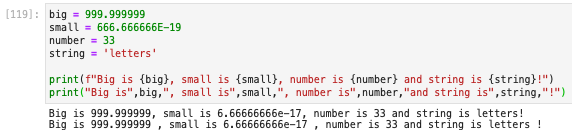 [119]: big = 999.999999
small = 666.666666E-19
number = 33
string = 'letters'
print(f"Big is {big}, small is {small}, number is {number} and string is {string}!")
print("Big is",big,", small is",small,", number is",number,"and string is",string,"!")
Big is 999.999999, small is 6.66666666e-17, number is 33 and string is letters!
Big is 999.999999 , small is 6.66666666e-17 , number is 33 and string is letters !